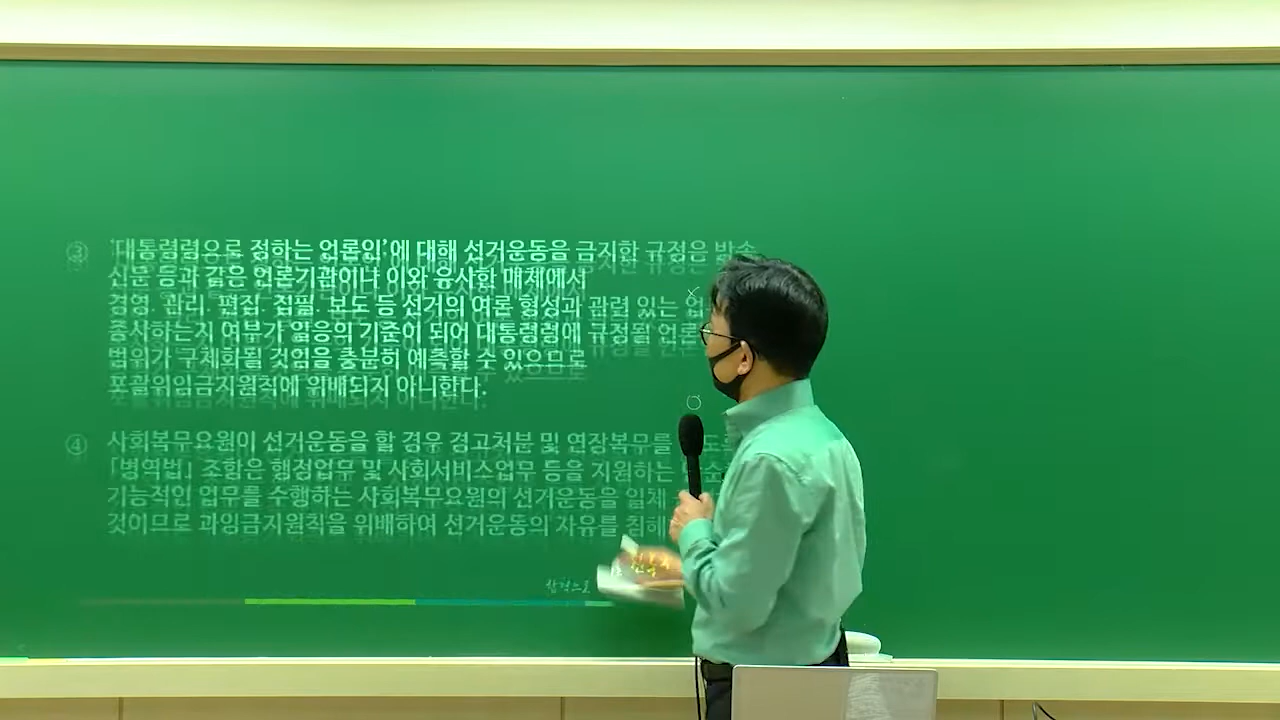 ③ '대통령령으로 정하는 언론인'에 대해 선거운동을 금지한 규정은 방송
신문 등과 같은 언론기관이나 이와 유사한 매체에서
경영·관리·편집·집필·보도 등 선거의 여론 형성과 관련 있는 업
종사하는지 여부가 일응의 기준이 되어 대통령령에 규정될 언론
범위가 구체화될 것임을 충분히 예측할 수 있으므로
포괄위임금지원칙에 위배되지 아니한다.
④ 사회복무요원이 선거운동을 할 경우 경고처분 및 연장복무를
「병역법」 조항은 행정업무 및 사회서비스업무 등을 지원하는
기능적인 업무를 수행하는 사회복무요원의 선거운동을 일체
것이므로 과잉금지원칙을 위배하여 선거운동의 자유를 침해